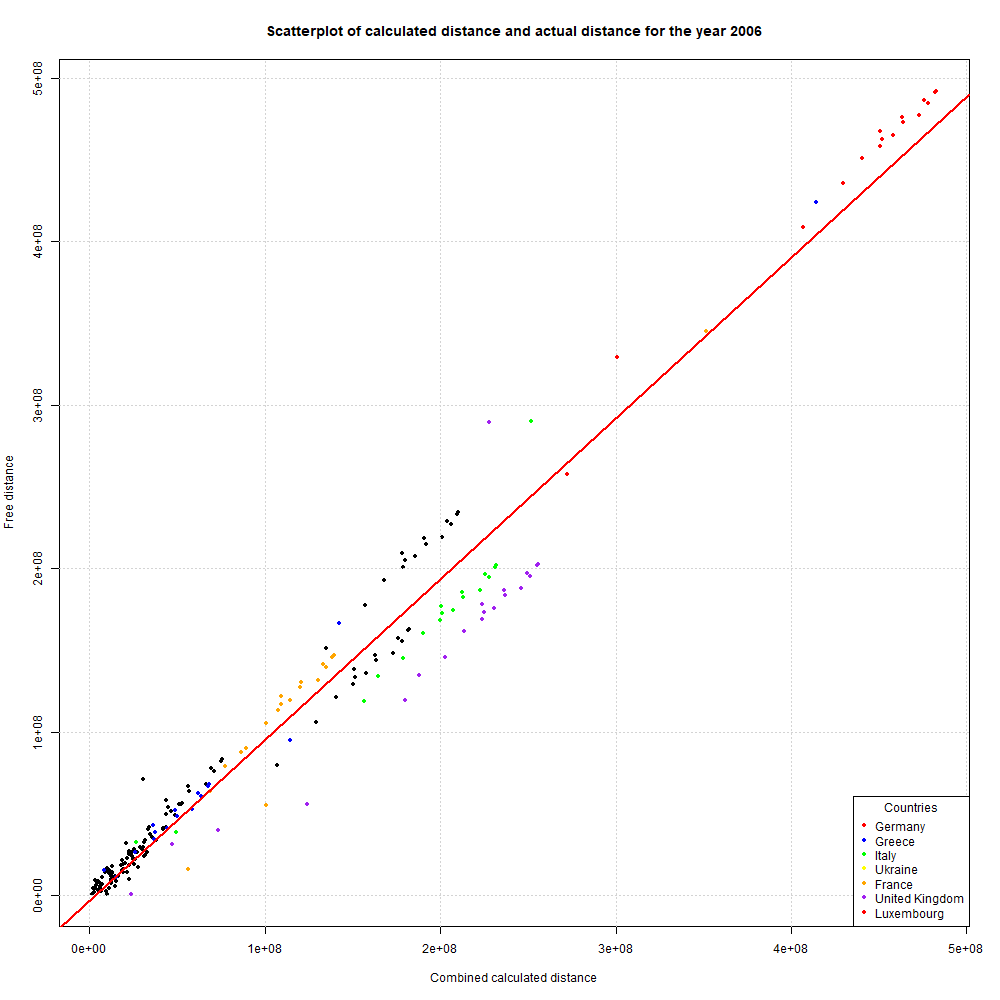 Scatterplot of calculated distance and actual distance for the year 2006
Free distance
5e+08
4e+08
3e+08
2e+08
1e+08
0e+00
0e+00 1e+08 2e+08 3e+08 4e+08 5e+08
Combined calculated distance
Countries
Germany
Greece
Italy
Ukraine
France
United Kingdom
Luxembourg